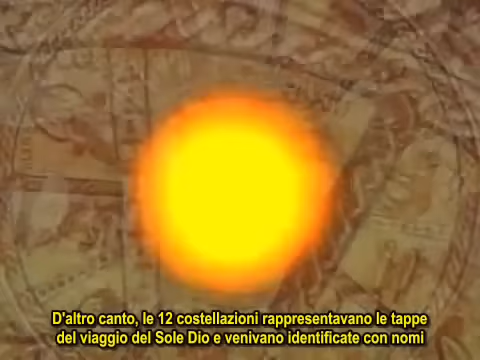 D'altro canto, le 12 costellazioni rappresentavano le tappe
del viaggio del Sole Dio e venivano identificate con nomi